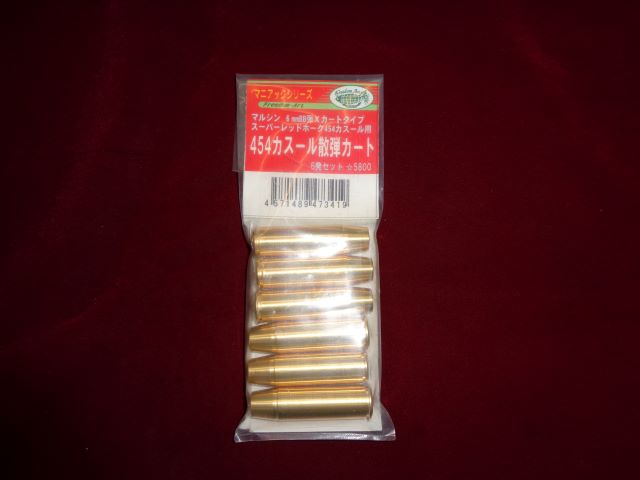 マニアックシリーズ
Freedom Art
マルシン 6mmBB弾Xカートタイプ
スーパーレッドホーク454カスール用
454カスール散弾カート
6発セット ☆5800
4571489473419